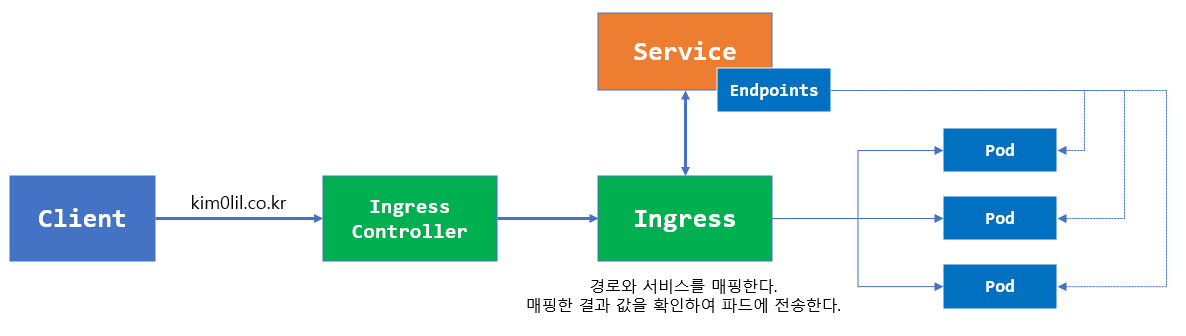 Service
Endpoints
Pod
Client
kim0lil.co.kr
Ingress
Controller
Ingress
Pod
Pod
경로와 서비스를 매핑한다.
매핑한 결과 값을 확인하여 파드에 전송한다.